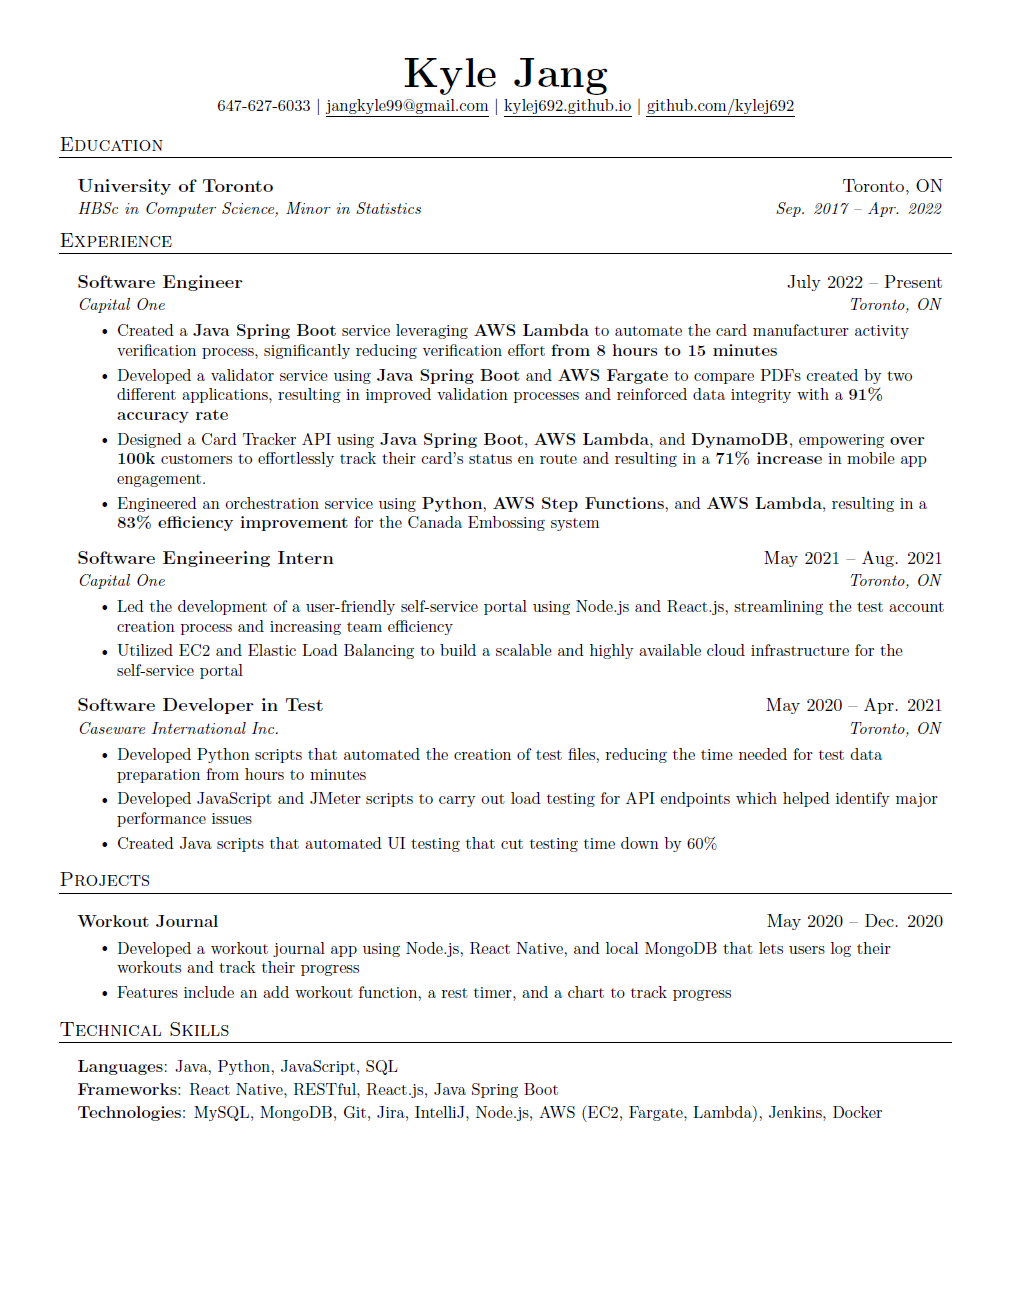 Kyle Jang
647-627-6033 | jangkyle99@gmail.com | kylej692.github.io | github.com/kylej692
Education
University of Toronto Toronto, ON
HBSc in Computer Science, Minor in Statistics Sep. 2017 – Apr. 2022
Experience
Software Engineer July 2022 – Present
Capital One Toronto, ON
• Created a Java Spring Boot service leveraging AWS Lambda to automate the card manufacturer activity
verification process, significantly reducing verification effort from 8 hours to 15 minutes
• Developed a validator service using Java Spring Boot and AWS Fargate to compare PDFs created by two
different applications, resulting in improved validation processes and reinforced data integrity with a 91%
accuracy rate
• Designed a Card Tracker API using Java Spring Boot, AWS Lambda, and DynamoDB, empowering over
100k customers to effortlessly track their card's status en route and resulting in a 71% increase in mobile app
engagement.
• Engineered an orchestration service using Python, AWS Step Functions, and AWS Lambda, resulting in a
83% efficiency improvement for the Canada Embossing system
Software Engineering Intern May 2021 – Aug. 2021
Capital One Toronto, ON
• Led the development of a user-friendly self-service portal using Node.js and React.js, streamlining the test account
creation process and increasing team efficiency
• Utilized EC2 and Elastic Load Balancing to build a scalable and highly available cloud infrastructure for the
self-service portal
Software Developer in Test May 2020 – Apr. 2021
Caseware International Inc. Toronto, ON
• Developed Python scripts that automated the creation of test files, reducing the time needed for test data
preparation from hours to minutes
• Developed JavaScript and JMeter scripts to carry out load testing for API endpoints which helped identify major
performance issues
• Created Java scripts that automated UI testing that cut testing time down by 60%
Projects
Workout Journal May 2020 – Dec. 2020
• Developed a workout journal app using Node.js, React Native, and local MongoDB that lets users log their
workouts and track their progress
• Features include an add workout function, a rest timer, and a chart to track progress
Technical Skills
Languages: Java, Python, JavaScript, SQL
Frameworks: React Native, RESTful, React.js, Java Spring Boot
Technologies: MySQL, MongoDB, Git, Jira, IntelliJ, Node.js, AWS (EC2, Fargate, Lambda), Jenkins, Docker